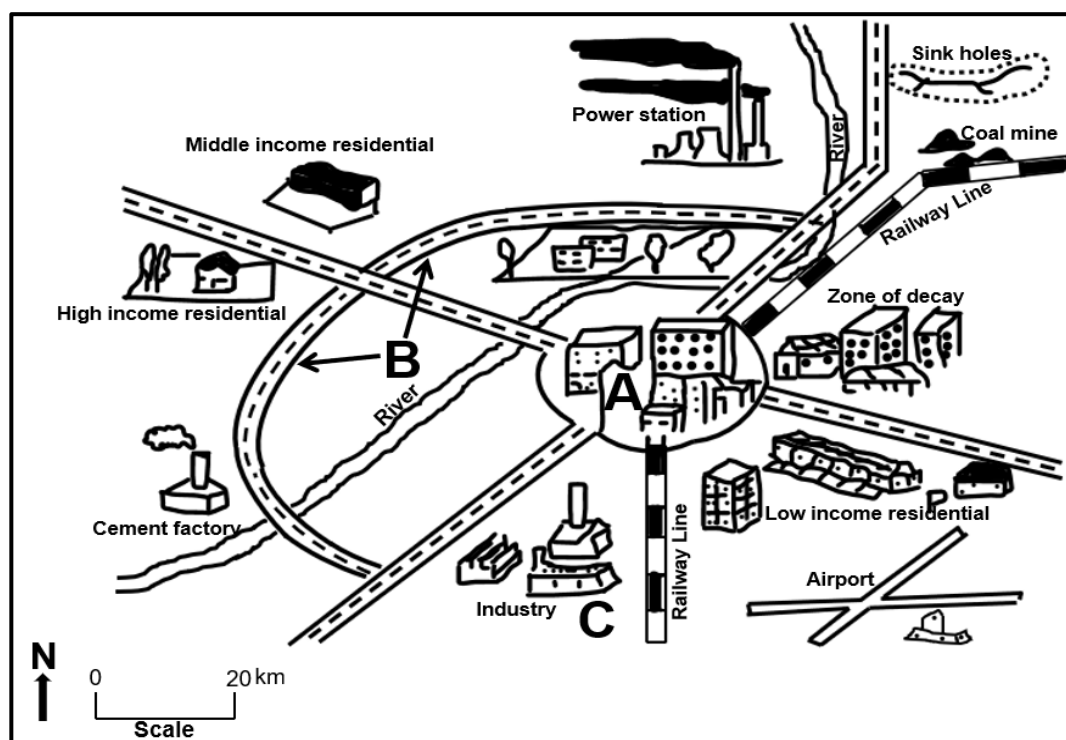 Sink holes
Power station
Coal mine
River
Middle income residential
Railway Line
Zone of decay
High income residential
B
A
River
Cement factory
Low income residential
Railway Line
Airport
Industry
C
N
0 20 km
Scale
P